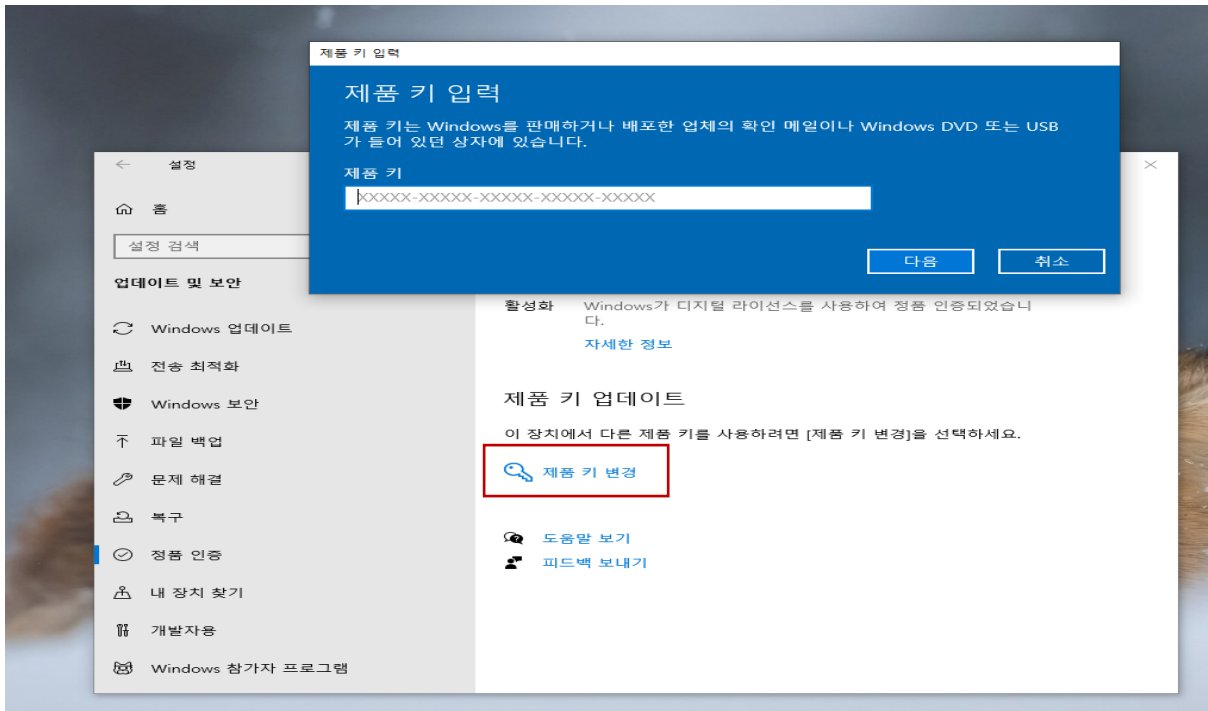 제품 키 입력
제품 키 입력
제품 키는 Windows를 판매하거나 배포한 업체의 확인 메일이나 Windows DVD 또는 USB
가 들어 있던 상자에 있습니다.
제품 키
XXXXX-XXXXX-XXXXX-XXXXX-XXXXX
다음
취소
설정
홈
설정 검색
업데이트 및 보안
Windows 업데이트
전송 최적화
Windows 보안
파일 백업
문제 해결
복구
정품 인증
내 장치 찾기
개발자용
Windows 참가자 프로그램
활성화 Windows가 디지털 라이선스를 사용하여 정품 인증되었습니
다.
자세한 정보
제품 키 업데이트
이 장치에서 다른 제품 키를 사용하려면 [제품 키 변경]을 선택하세요.
제품 키 변경
도움말 보기
피드백 보내기